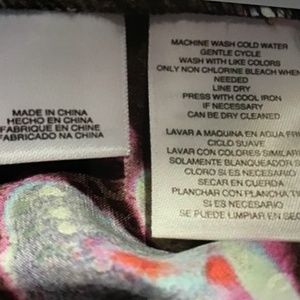 MADE IN CHINA
HECHO EN CHINA
FABRIQUE EN CHINE
FABRICADO NA CHINA
MACHINE WASH COLD WATER
GENTLE CYCLE
WASH WITH LIKE COLORS
ONLY NON CHLORINE BLEACH WHEN
NEEDED
LINE DRY
PRESS WITH COOL IRON
IF NECESSARY
CAN BE DRY CLEANED
LAVAR A MAQUINA EN AGUA
CICLO SUAVE
LAVAR CON COLORES
SOLAMENTE BLANQUEADOR
CLORO SI ES NECESARIO
SECAR EN CUERDA
PLANCHAR CON PLANCHA
SI ES NECESARIO
SE PUEDE LIMPIAR EN